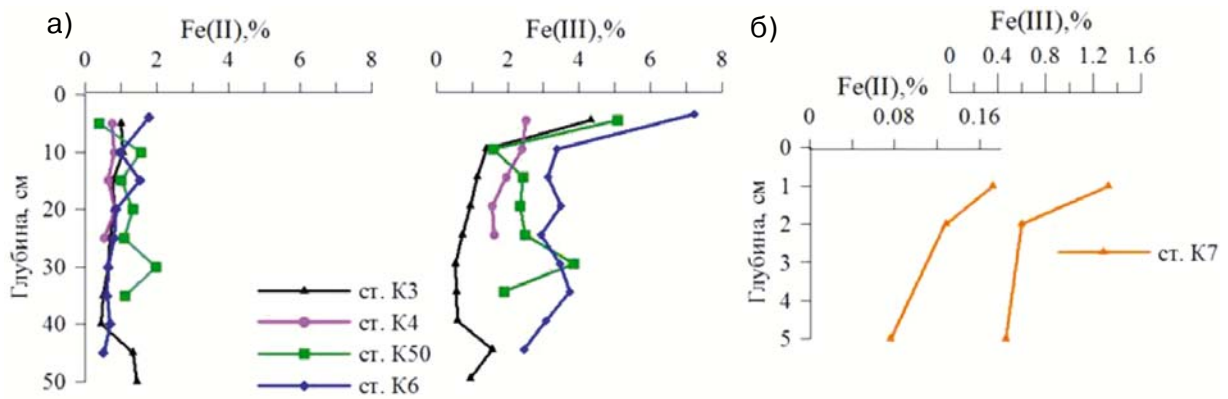 а)
Fe(II),%
0 2 4 6 8
Fe(III),%
0 2 4 6 8
Глубина, см
0
10
20
30
40
50
ст. К3
ст. К4
ст. К50
ст. К6
б)
Fe(III),%
0 0.4 0.8 1.2 1.6
Fe(II),%
0 0.08 0.16
Глубина, см
0
1
2
3
4
5
ст. К7